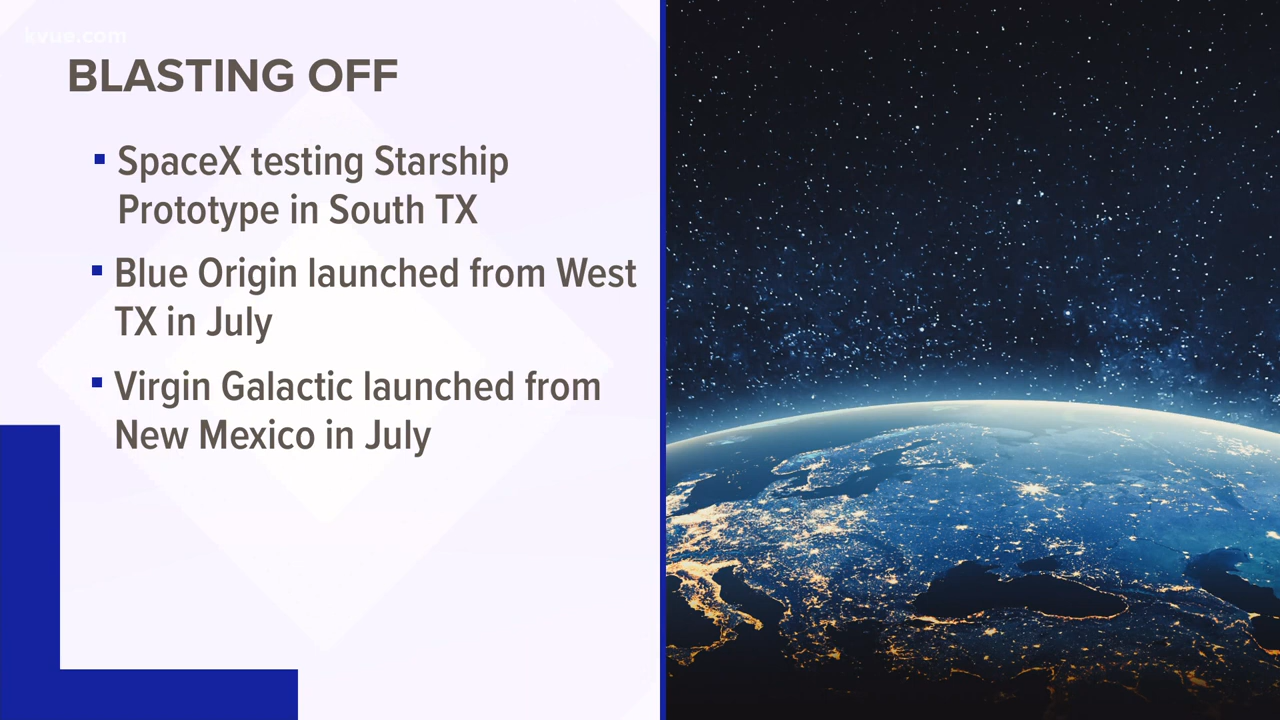 kvue.com
BLASTING OFF
SpaceX testing Starship
Prototype in South TX
Blue Origin launched from West
TX in July
Virgin Galactic launched from
New Mexico in July